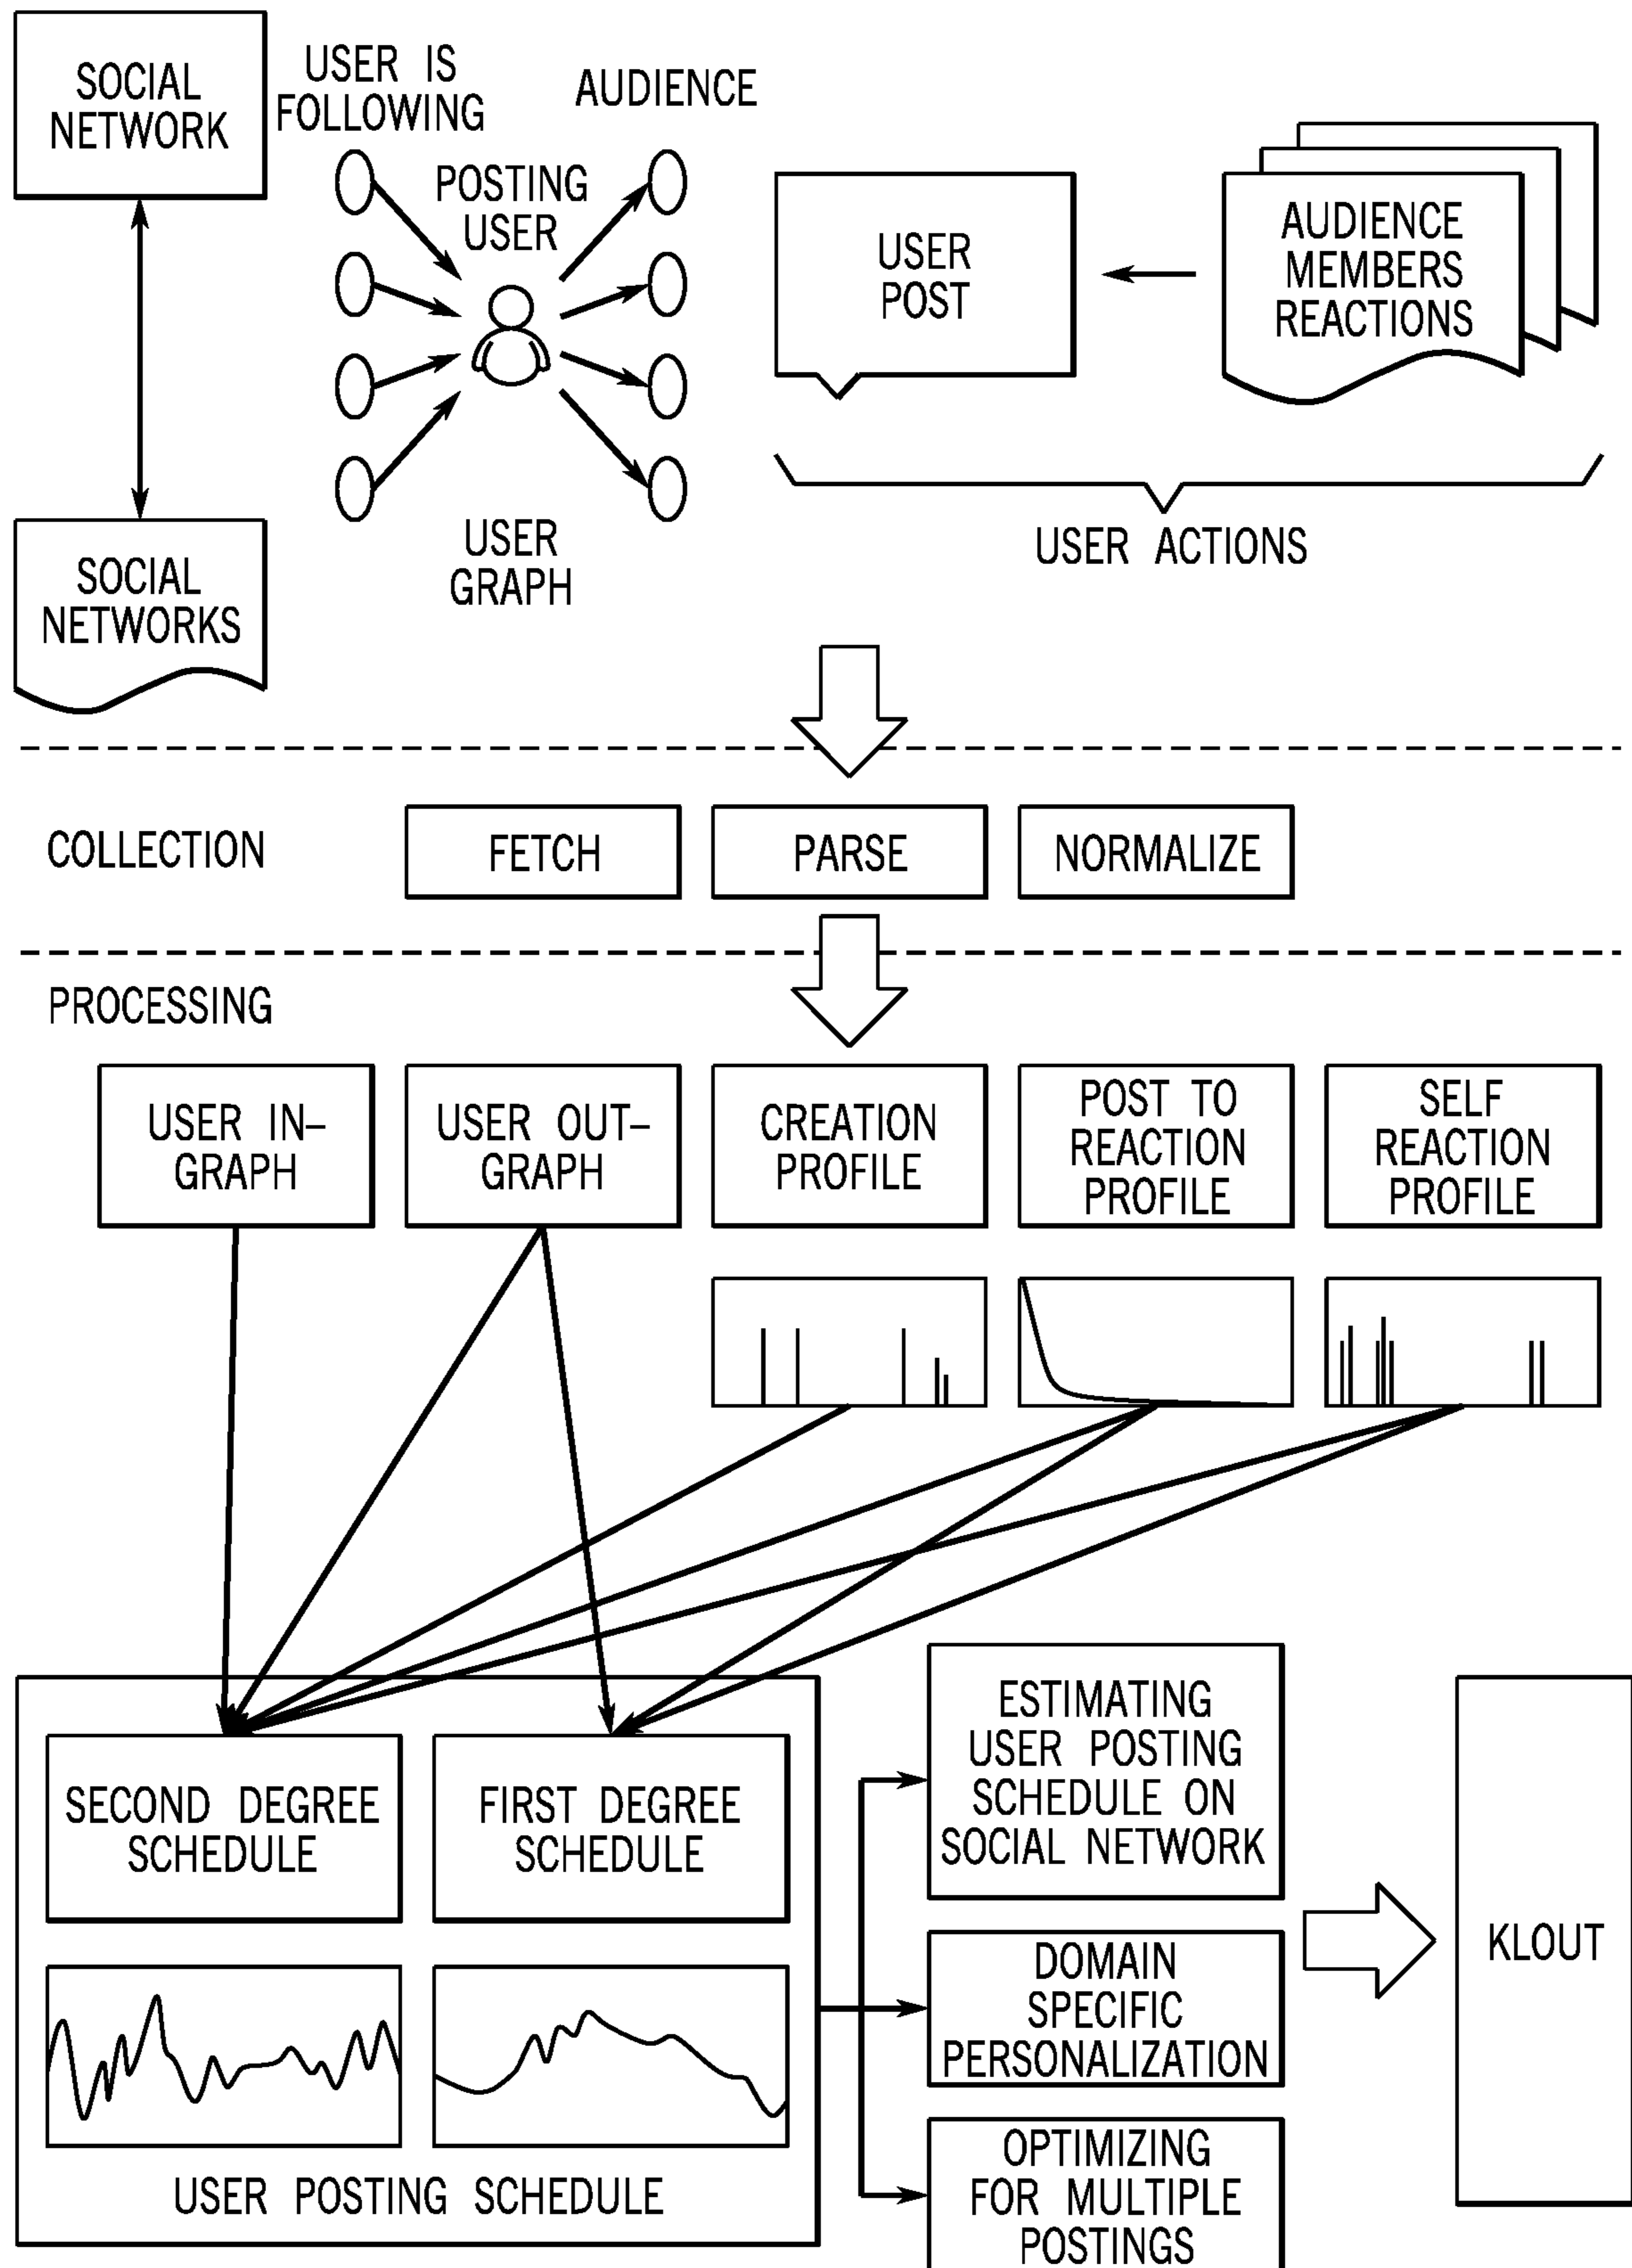 SOCIAL
NETWORK
USER IS
FOLLOWING
AUDIENCE
POSTING
USER
USER
GRAPH
USER
POST
AUDIENCE
MEMBERS
REACTIONS
USER ACTIONS
SOCIAL
NETWORKS
COLLECTION
FETCH
PARSE
NORMALIZE
PROCESSING
USER IN–
GRAPH
USER OUT–
GRAPH
CREATION
PROFILE
POST TO
REACTION
PROFILE
SELF
REACTION
PROFILE
SECOND DEGREE
SCHEDULE
FIRST DEGREE
SCHEDULE
USER POSTING SCHEDULE
ESTIMATING
USER POSTING
SCHEDULE ON
SOCIAL NETWORK
DOMAIN
SPECIFIC
PERSONALIZATION
OPTIMIZING
FOR MULTIPLE
POSTINGS
KLOUT